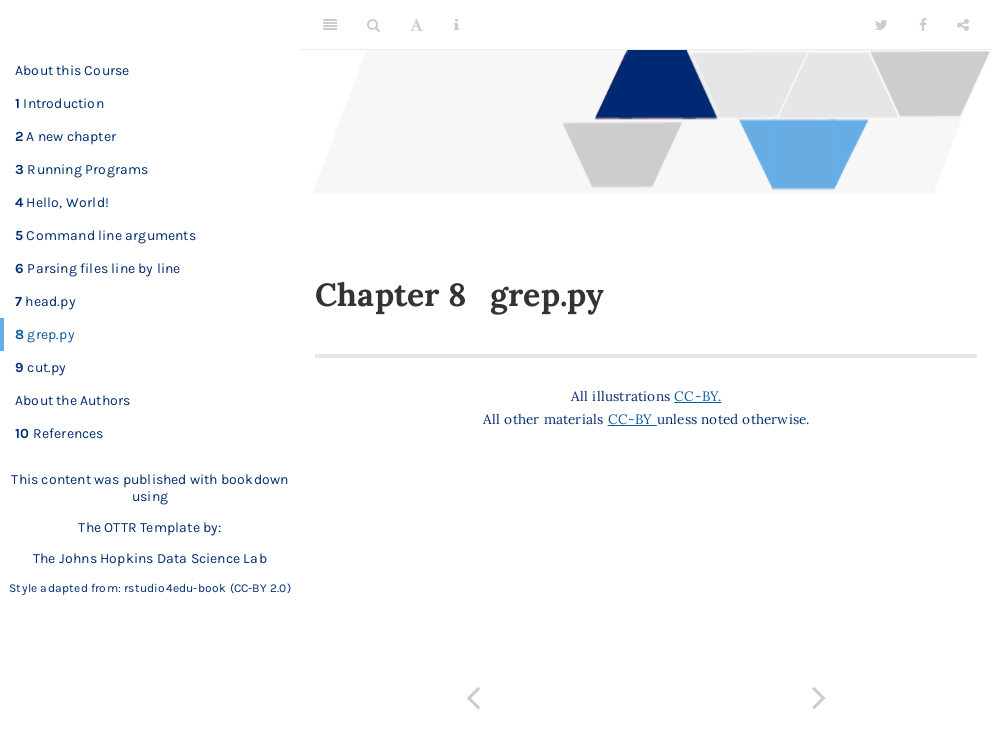 About this Course
1 Introduction
2 A new chapter
3 Running Programs
4 Hello, World!
5 Command line arguments
6 Parsing files line by line
7 head.py
8 grep.py
9 cut.py
About the Authors
10 References
This content was published with bookdown
using
The OTTR Template by:
The Johns Hopkins Data Science Lab
Style adapted from: rstudio4edu-book (CC-BY 2.0)
Chapter 8 grep.py
All illustrations CC-BY.
All other materials CC-BY unless noted otherwise.